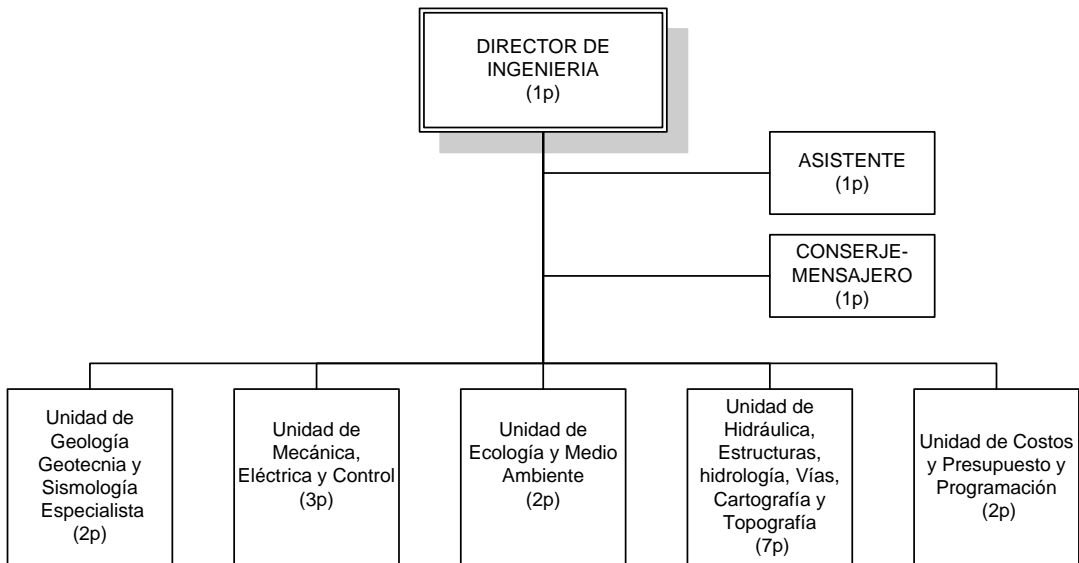 DIRECTOR DE
INGENIERIA
(1p)
ASISTENTE
(1p)
CONSERJE-
MENSAJERO
(1p)
Unidad de
Geología
Geotecnia y
Sismología
Especialista
(2p)
Unidad de
Mecánica,
Eléctrica y Control
(3p)
Unidad de
Ecología y Medio
Ambiente
(2p)
Unidad de
Hidráulica,
Estructuras,
hidrología, Vías,
Cartografía y
Topografía
(7p)
Unidad de Costos
y Presupuesto y
Programación
(2p)